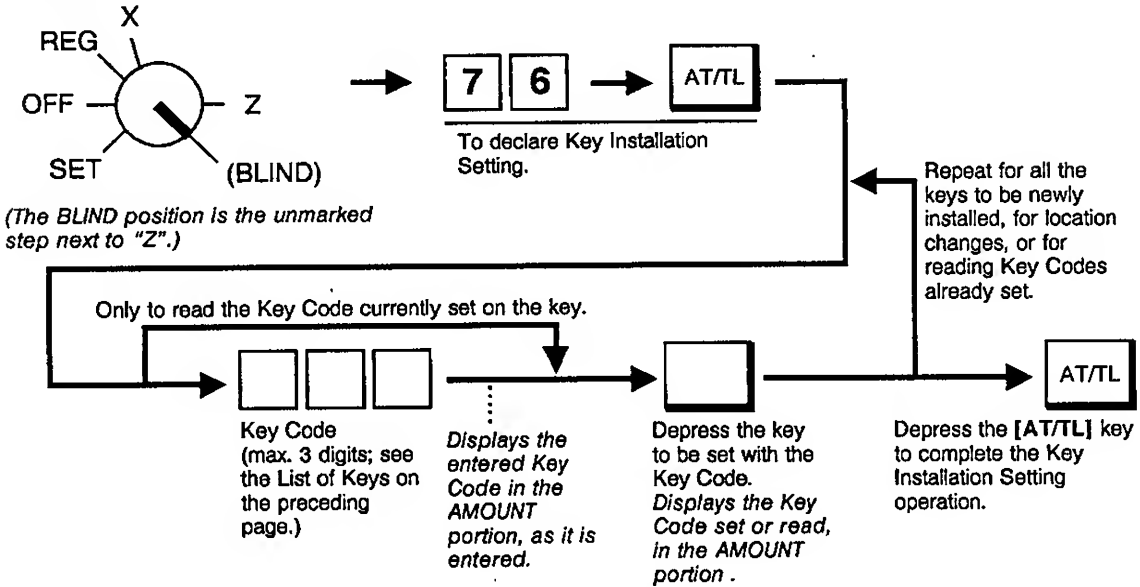 X
REG
OFF
Z
SET
(BLIND)
(The BLIND position is the unmarked
step next to "Z".)
7 6
AT/TL
To declare Key Installation
Setting.
Repeat for all the
keys to be newly
installed, for location
changes, or for
reading Key Codes
already set.
Only to read the Key Code currently set on the key.
Key Code
(max. 3 digits; see
the List of Keys on
the preceding
page.)
Displays the
entered Key
Code in the
AMOUNT
portion, as it is
entered.
Depress the key
to be set with the
Key Code.
Displays the Key
Code set or read,
in the AMOUNT
portion .
AT/TL
Depress the [AT/TL] key
to complete the Key
Installation Setting
operation.